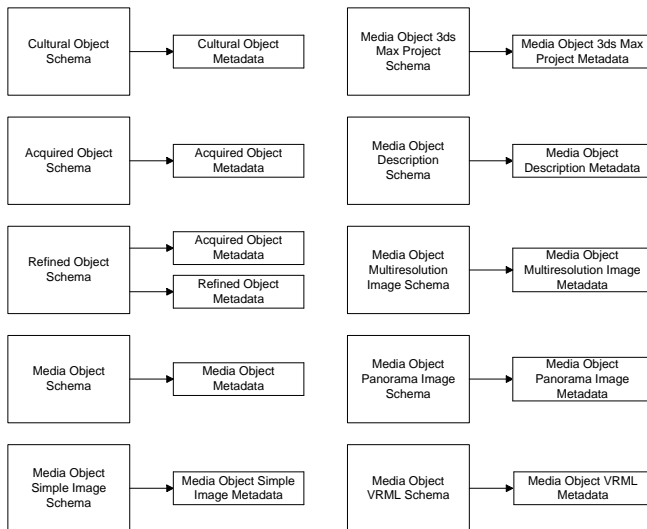 Cultural Object
Schema
Cultural Object
Metadata
Media Object 3ds
Max Project
Schema
Media Object 3ds Max
Project Metadata
Acquired Object
Schema
Acquired Object
Metadata
Media Object
Description
Schema
Media Object
Description Metadata
Refined Object
Schema
Acquired Object
Metadata
Refined Object
Metadata
Media Object
Multiresolution
Image Schema
Media Object
Multiresolution Image
Metadata
Media Object
Schema
Media Object
Metadata
Media Object
Panorama Image
Schema
Media Object
Panorama Image
Metadata
Media Object
Simple Image
Schema
Media Object Simple
Image Metadata
Media Object
VRML Schema
Media Object VRML
Metadata